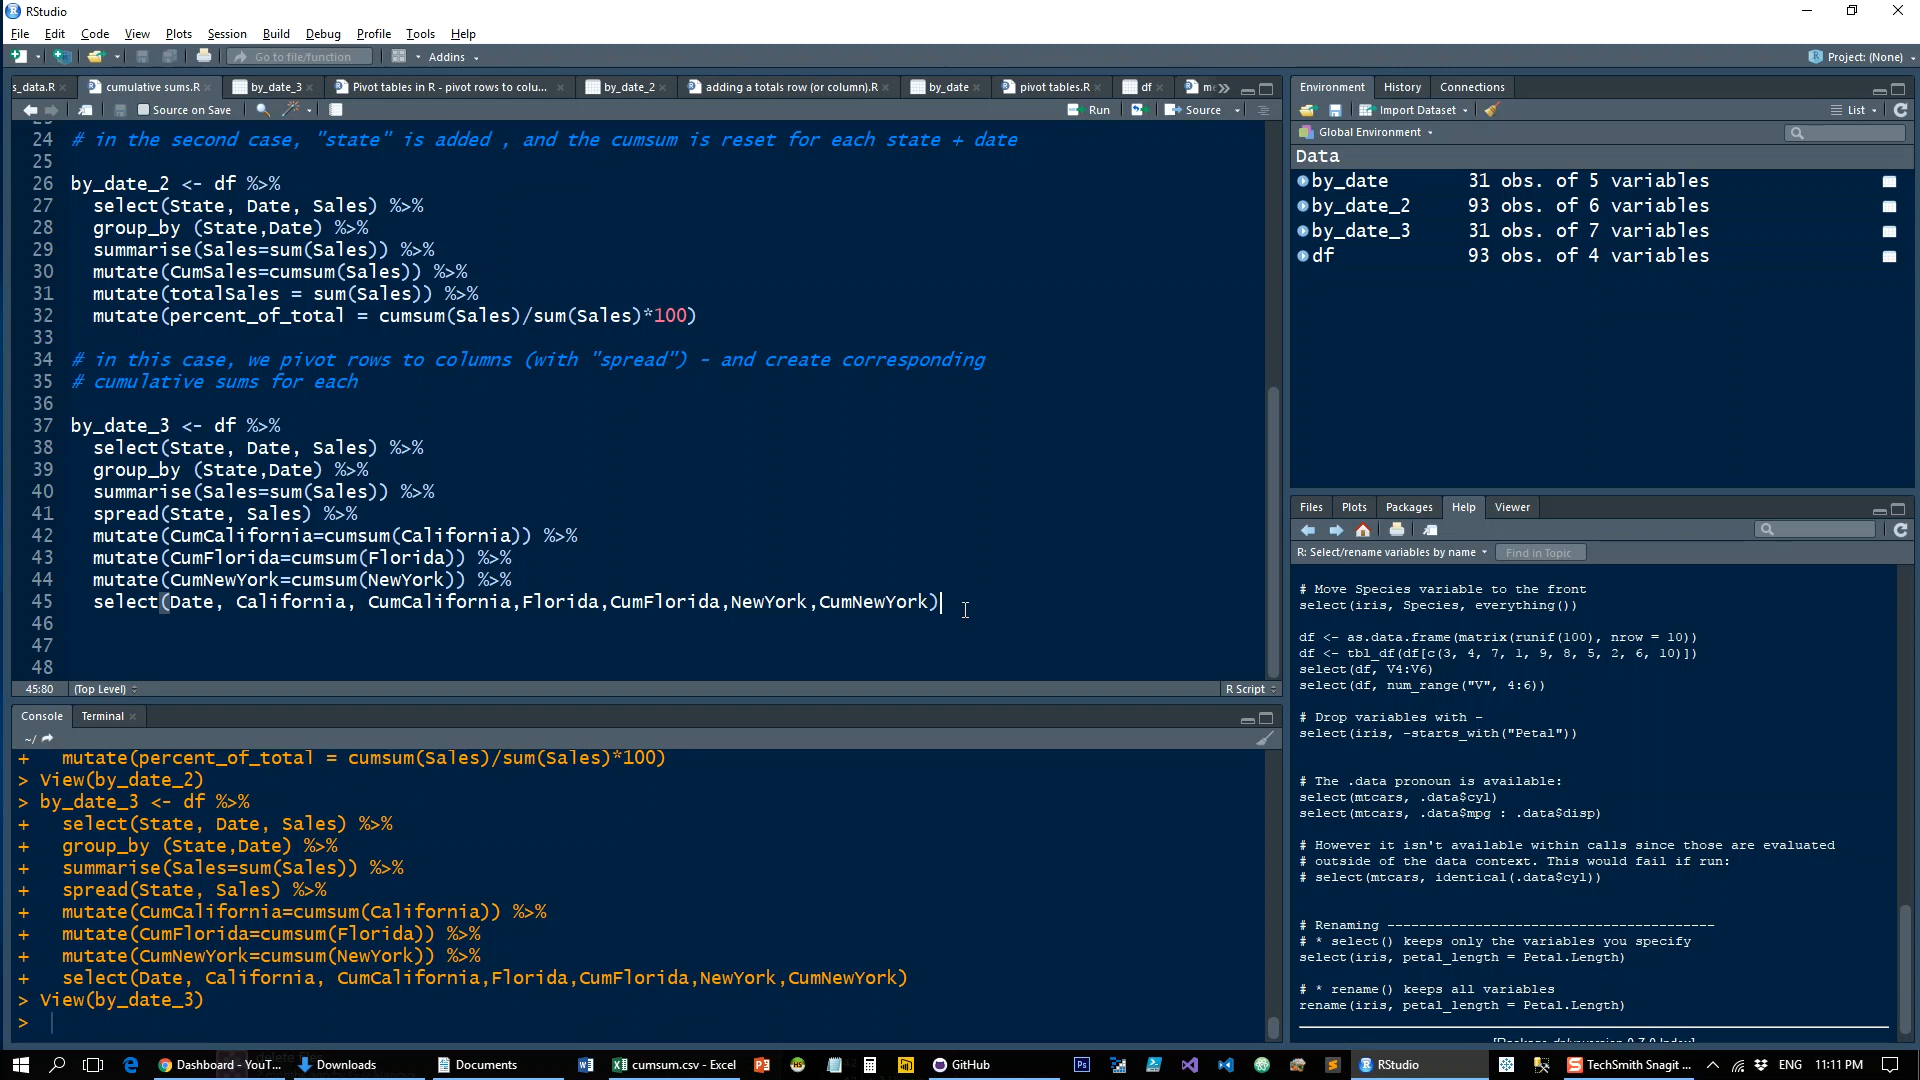 RStudio
File Edit Code View Plots Session Build Debug Profile Tools Help
Go to file/function Addins Project: (None)
s_data.R cumulative sums.R by_date_3 Pivot tables in R - pivot rows to colu... by_date_2 adding a totals row (or column).R by_date pivot tables.R df
Source on Save Run Source
24 # in the second case, "state" is added , and the cumsum is reset for each state + date
25
26 by_date_2 <- df %>%
27 select(State, Date, Sales) %>%
28 group_by (State,Date) %>%
29 summarise(Sales=sum(Sales)) %>%
30 mutate(CumSales=cumsum(Sales)) %>%
31 mutate(totalSales = sum(Sales)) %>%
32 mutate(percent_of_total = cumsum(Sales)/sum(Sales)*100)
33
34 # in this case, we pivot rows to columns (with "spread") - and create corresponding
35 # cumulative sums for each
36
37 by_date_3 <- df %>%
38 select(State, Date, Sales) %>%
39 group_by (State,Date) %>%
40 summarise(Sales=sum(Sales)) %>%
41 spread(State, Sales) %>%
42 mutate(CumCalifornia=cumsum(California)) %>%
43 mutate(CumFlorida=cumsum(Florida)) %>%
44 mutate(CumNewYork=cumsum(NewYork)) %>%
45 select(Date, California, CumCalifornia,Florida,CumFlorida,NewYork,CumNewYork)
46
47
48
45:80 (Top Level) R Script
Console Terminal
~/
+ mutate(percent_of_total = cumsum(Sales)/sum(Sales)*100)
> View(by_date_2)
> by_date_3 <- df %>%
+ select(State, Date, Sales) %>%
+ group_by (State,Date) %>%
+ summarise(Sales=sum(Sales)) %>%
+ spread(State, Sales) %>%
+ mutate(CumCalifornia=cumsum(California)) %>%
+ mutate(CumFlorida=cumsum(Florida)) %>%
+ mutate(CumNewYork=cumsum(NewYork)) %>%
+ select(Date, California, CumCalifornia,Florida,CumFlorida,NewYork,CumNewYork)
> View(by_date_3)
>
Environment History Connections
Import Dataset List
Global Environment
Data
by_date 31 obs. of 5 variables
by_date_2 93 obs. of 6 variables
by_date_3 31 obs. of 7 variables
df 93 obs. of 4 variables
Files Plots Packages Help Viewer
R: Select/rename variables by name Find in Topic
# Move Species variable to the front
select(iris, Species, everything())
df <- as.data.frame(matrix(runif(100), nrow = 10))
df <- tbl_df(df[c(3, 4, 7, 1, 9, 8, 5, 2, 6, 10)])
select(df, V4:V6)
select(df, num_range("V", 4:6))
# Drop variables with -
select(iris, -starts_with("Petal"))
# The .data pronoun is available:
select(mtcars, .data$cyl)
select(mtcars, .data$mpg : .data$disp)
# However it isn't available within calls since those are evaluated
# outside of the data context. This would fail if run:
# select(mtcars, identical(.data$cyl))
# Renaming -----------------------------------------
# * select() keeps only the variables you specify
select(iris, petal_length = Petal.Length)
# * rename() keeps all variables
rename(iris, petal_length = Petal.Length)
Dashboard - YouT... Downloads Documents cumsum.csv - Excel GitHub RStudio TechSmith Snagit ... ENG 11:11 PM